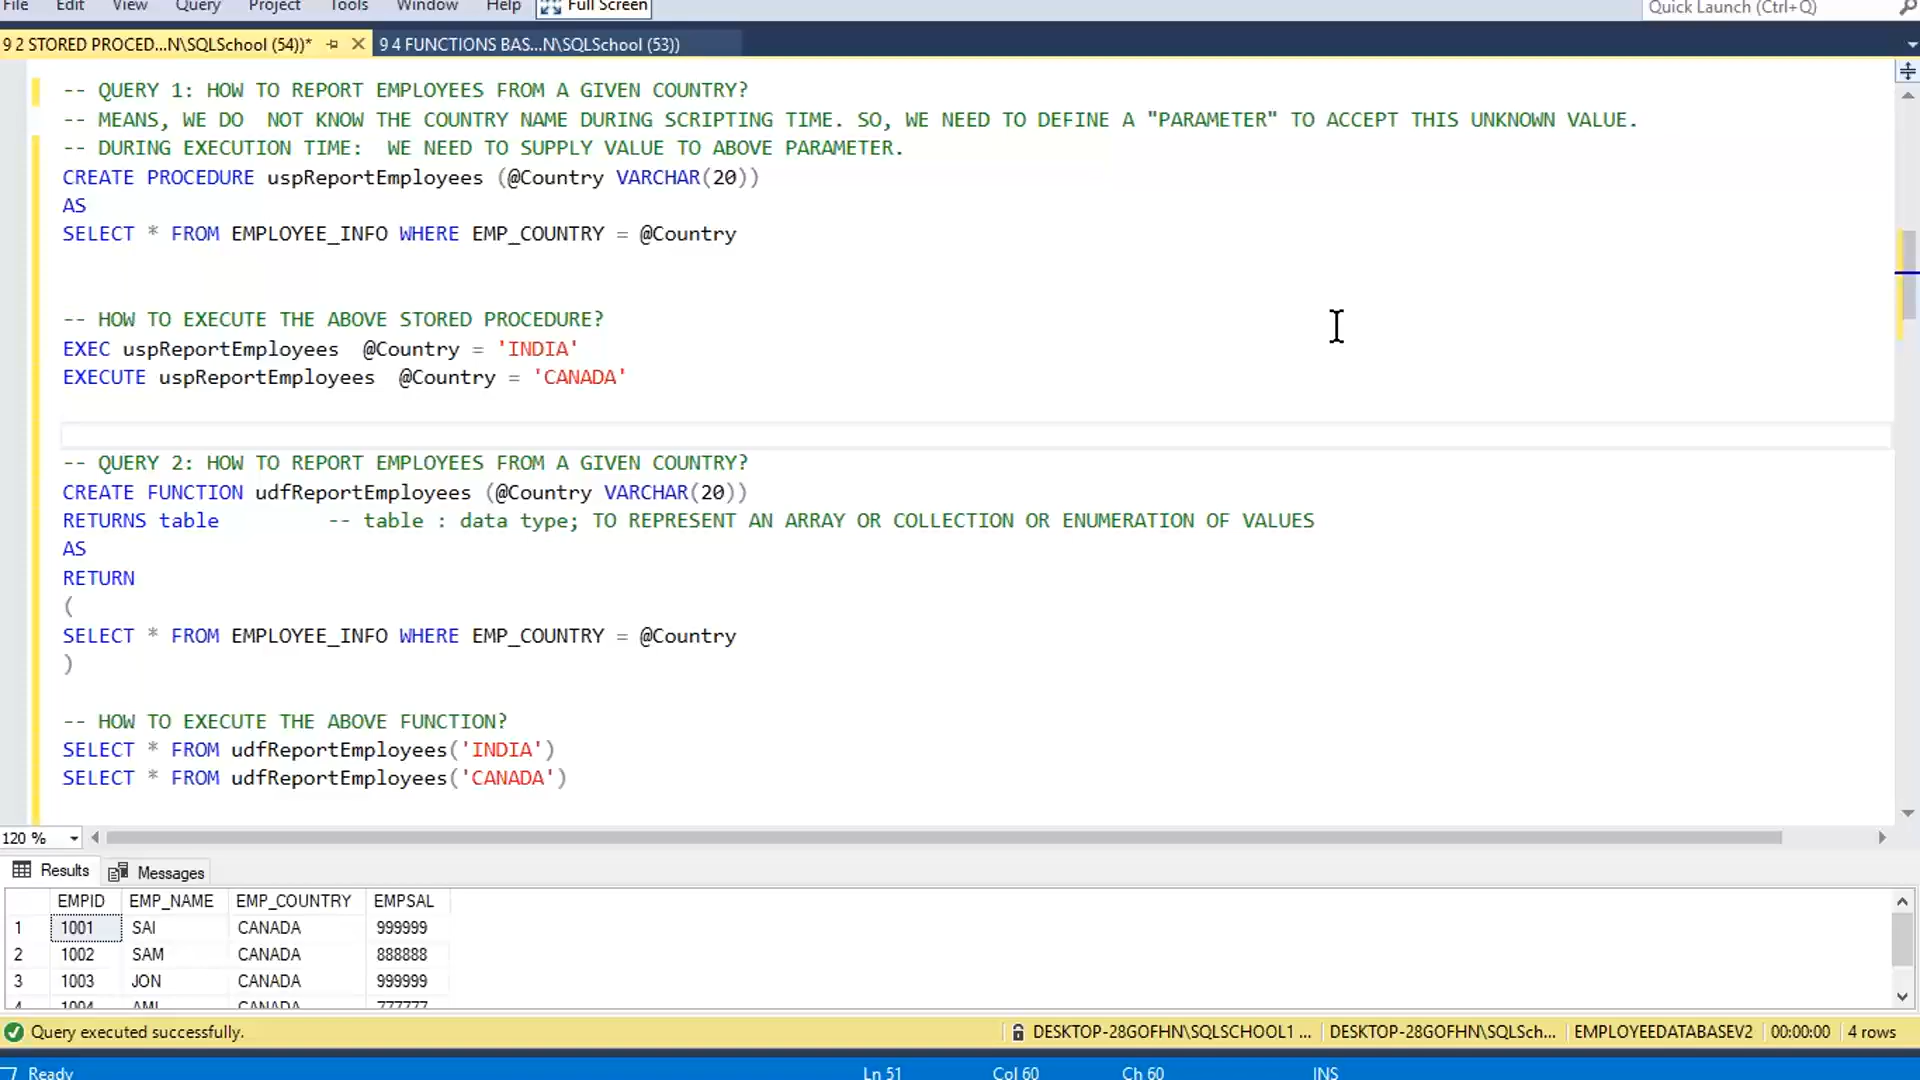 File Edit View Query Project Tools Window Help Full Screen Quick Launch (Ctrl+Q)
9 2 STORED PROCED...N\SQLSchool (54))* 9 4 FUNCTIONS BAS...N\SQLSchool (53))
-- QUERY 1: HOW TO REPORT EMPLOYEES FROM A GIVEN COUNTRY?
-- MEANS, WE DO  NOT KNOW THE COUNTRY NAME DURING SCRIPTING TIME. SO, WE NEED TO DEFINE A "PARAMETER" TO ACCEPT THIS UNKNOWN VALUE.
-- DURING EXECUTION TIME:  WE NEED TO SUPPLY VALUE TO ABOVE PARAMETER.
CREATE PROCEDURE uspReportEmployees (@Country VARCHAR(20))
AS
SELECT * FROM EMPLOYEE_INFO WHERE EMP_COUNTRY = @Country
-- HOW TO EXECUTE THE ABOVE STORED PROCEDURE?
EXEC uspReportEmployees  @Country = 'INDIA'
EXECUTE uspReportEmployees  @Country = 'CANADA'
-- QUERY 2: HOW TO REPORT EMPLOYEES FROM A GIVEN COUNTRY?
CREATE FUNCTION udfReportEmployees (@Country VARCHAR(20))
RETURNS table         -- table : data type; TO REPRESENT AN ARRAY OR COLLECTION OR ENUMERATION OF VALUES
AS
RETURN
(
SELECT * FROM EMPLOYEE_INFO WHERE EMP_COUNTRY = @Country
)
-- HOW TO EXECUTE THE ABOVE FUNCTION?
SELECT * FROM udfReportEmployees('INDIA')
SELECT * FROM udfReportEmployees('CANADA')
120 %
Results Messages
EMPID EMP_NAME EMP_COUNTRY EMPSAL
1 1001 SAI CANADA 999999
2 1002 SAM CANADA 888888
3 1003 JON CANADA 999999
4 1004 AMI CANADA 777777
Query executed successfully. DESKTOP-28GOFHN\SQLSCHOOL1 ... DESKTOP-28GOFHN\SQLSch... EMPLOYEEDATABASEV2 00:00:00 4 rows
Ready Ln 51 Col 60 Ch 60 INS